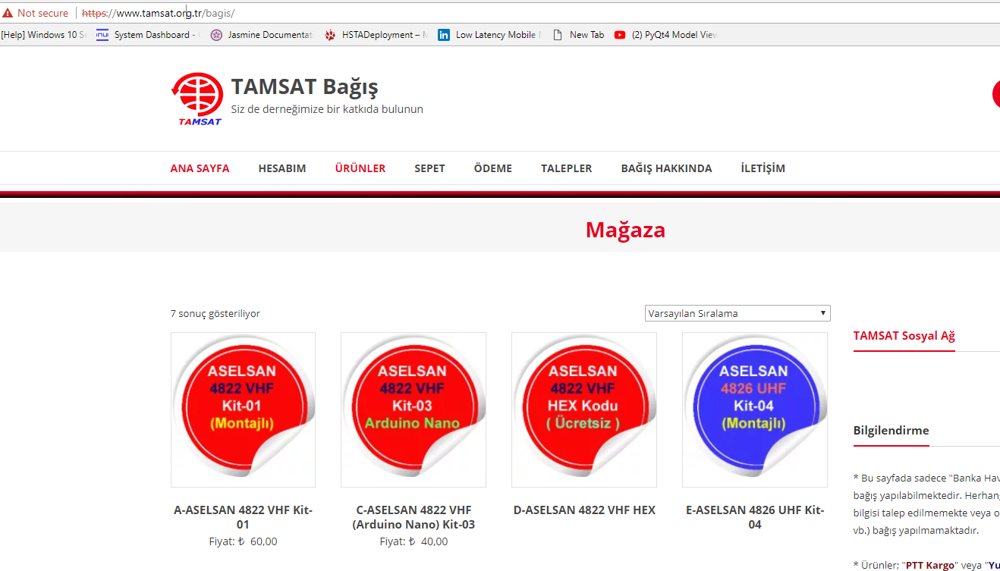 Not secure https://www.tamsat.org.tr/bagis/
[Help] Windows 10 S System Dashboard - Jasmine Documentat HSTADeployment – in Low Latency Mobile New Tab (2) PyQt4 Model View
TAMSAT Bağış
Siz de derneğimize bir katkıda bulunun
TAMSAT
ANA SAYFA HESABIM ÜRÜNLER SEPET ÖDEME TALEPLER BAĞIŞ HAKKINDA İLETİŞİM
Mağaza
7 sonuç gösteriliyor
Varsayılan Sıralama
ASELSAN
4822 VHF
Kit-01
(Montajlı)
A-ASELSAN 4822 VHF Kit-
01
Fiyat: ₺ 60,00
ASELSAN
4822 VHF
Kit-03
Arduino Nano
C-ASELSAN 4822 VHF
(Arduino Nano) Kit-03
Fiyat: ₺ 40,00
ASELSAN
4822 VHF
HEX Kodu
( Ücretsiz )
D-ASELSAN 4822 VHF HEX
ASELSAN
4826 UHF
Kit-04
(Montajlı)
E-ASELSAN 4826 UHF Kit-
04
TAMSAT Sosyal Ağ
Bilgilendirme
* Bu sayfada sadece "Banka Hav
bağış yapılabilmektedir. Herhang
bilgisi talep edilmemekte veya o
vb.) bağış yapılmamaktadır.
* Ürünler; "PTT Kargo" veya "Yu